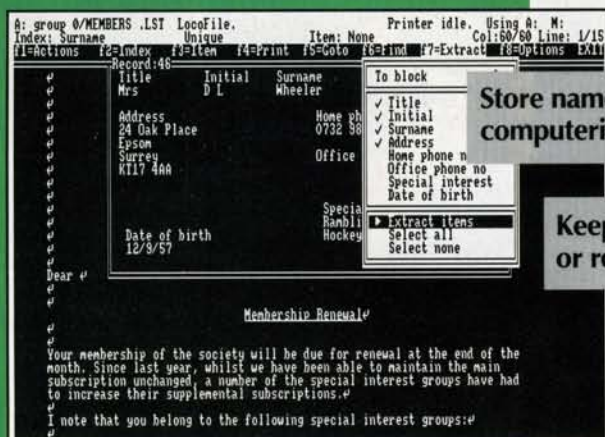 A: group 0/MEMBERS .LST LocoFile. Printer idle. Using A: M:
Index: Surname Unique Item: None Col:60/60 Line: 1/15
f1=Actions f2=Index f3=Item f4=Print f5=Goto f6=Find f7=Extract f8=Options EXIT
Record:46
Title Initial Surname
Mrs D L Wheeler
Address Home ph
24 Oak Place 0732 98
Epsom
Surrey Office
KT17 4AA
Specia
Rambli
Date of birth Hockey
12/9/57
To block
✓ Title
✓ Initial
✓ Surname
✓ Address
Home phone n
Office phone no
Special interest
Date of birth
Extract items
Select all
Select none
Store nam
computeri
Keep
or re
Dear
Membership Renewal
Your membership of the society will be due for renewal at the end of the
month. Since last year, whilst we have been able to maintain the main
subscription unchanged, a number of the special interest groups have had
to increase their supplemental subscriptions.
I note that you belong to the following special interest groups: